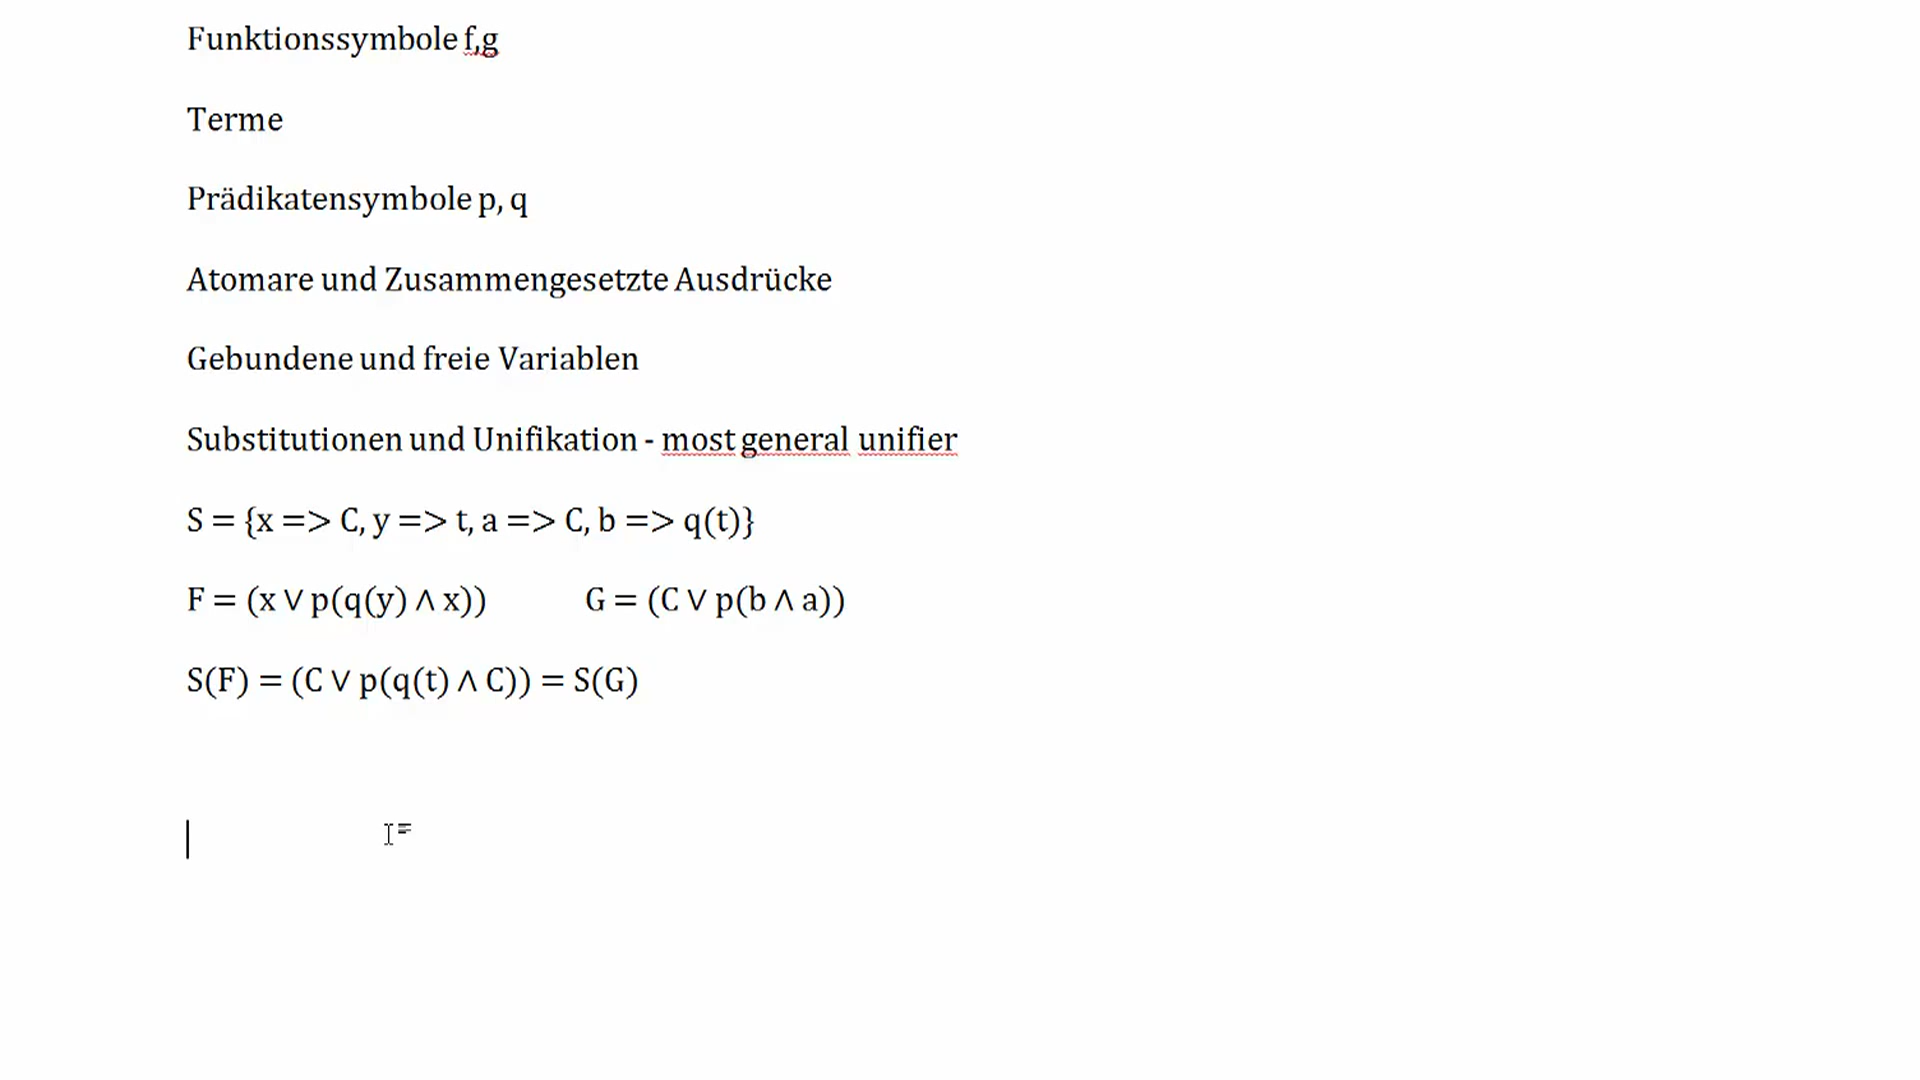 Funktionssymbole f,g
Terme
Prädikatensymbole p, q
Atomare und Zusammengesetzte Ausdrücke
Gebundene und freie Variablen
Substitutionen und Unifikation - most general unifier
S = {x => C, y => t, a => C, b => q(t)}
F = (x ∨ p(q(y) ∧ x)) G = (C ∨ p(b ∧ a))
S(F) = (C ∨ p(q(t) ∧ C)) = S(G)